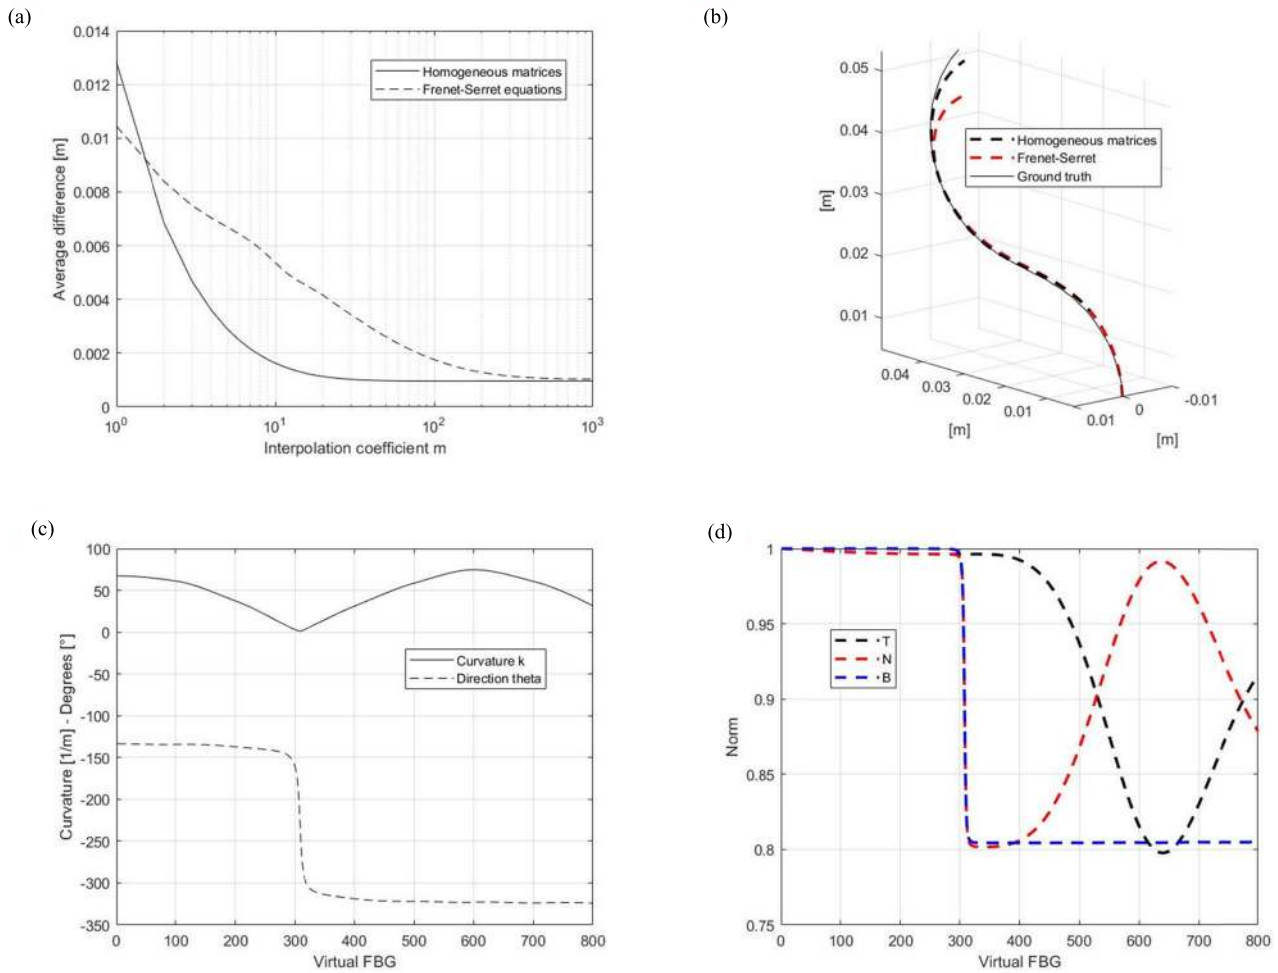 (a)
0.014
0.012
0.01
0.008
0.006
0.004
0.002
0
Average difference [m]
Homogeneous matrices
Frenet-Serret equations
10^0
10^1
10^2
10^3
Interpolation coefficient m
(b)
0.05
0.04
0.03
0.02
0.01
[m]
Homogeneous matrices
Frenet-Serret
Ground truth
0.04
0.03
0.02
0.01
[m]
0.01
0
-0.01
[m]
(c)
100
50
0
-50
-100
-150
-200
-250
-300
-350
Curvature [1/m] - Degrees [°]
Curvature k
Direction theta
0 100 200 300 400 500 600 700 800
Virtual FBG
(d)
1
0.95
0.9
0.85
0.8
0.75
Norm
T
N
B
0 100 200 300 400 500 600 700 800
Virtual FBG